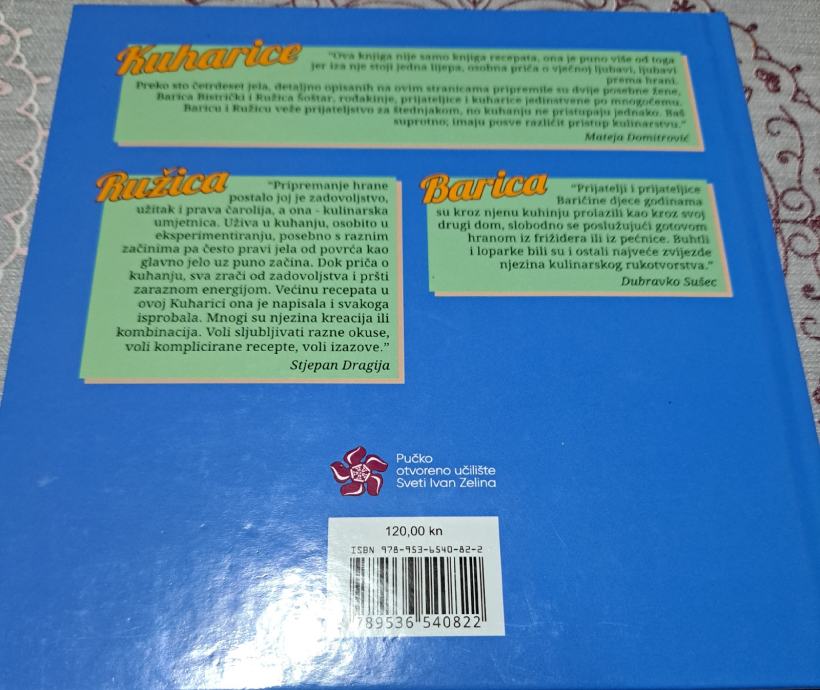 Kuharice
"Ova knjiga nije samo knjiga recepata, ona je puno više od toga
jer iza nje stoji jedna lijepa, osobna priča o vječnoj ljubavi, ljubavi
prema hrani.
Preko sto četrdeset jela, detaljno opisanih na ovim stranicama pripremile su dvije posebne žene,
Barica Bistrički i Ružica Šoštar, rođakinje, prijateljice i kuharice jedinstvene po mnogočemu.
Baricu i Ružicu veže prijateljstvo za štednjakom, no kuhanju ne pristupaju jednako. Baš
suprotno; imaju posve različit pristup kulinarstvu."
Mateja Domitrović
Ružica
"Pripremanje hrane
postalo joj je zadovoljstvo,
užitak i prava čarolija, a ona - kulinarska
umjetnica. Uživa u kuhanju, osobito u
eksperimentiranju, posebno s raznim
začinima pa često pravi jela od povrća kao
glavno jelo uz puno začina. Dok priča o
kuhanju, sva zrači od zadovoljstva i pršti
zaraznom energijom. Većinu recepata u
ovoj Kuharici ona je napisala i svakoga
isprobala. Mnogi su njezina kreacija ili
kombinacija. Voli sljubljivati razne okuse,
voli komplicirane recepte, voli izazove."
Stjepan Dragija
Barica
"Prijatelji i prijateljice
Baričine djece godinama
su kroz njenu kuhinju prolazili kao kroz svoj
drugi dom, slobodno se poslužujući gotovom
hranom iz frižidera ili iz pećnice. Buhtli
i loparke bili su i ostali najveće zvijezde
njezina kulinarskog rukotvorstva."
Dubravko Sušec
Pučko
otvoreno učilište
Sveti Ivan Zelina
120,00 kn
ISBN 978-953-6540-82-2
789536 540822